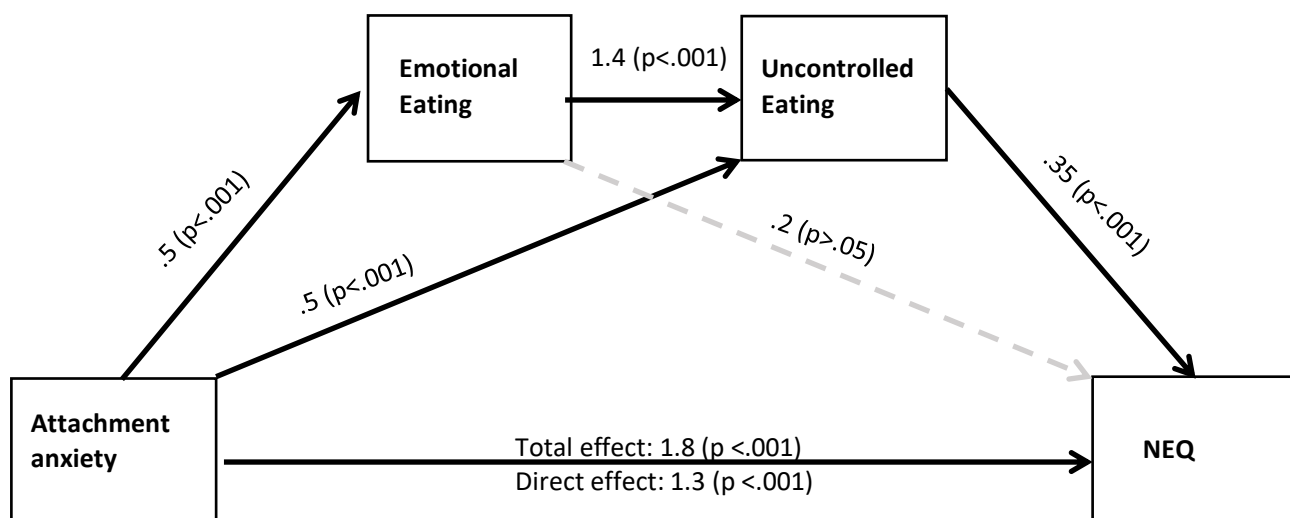 Emotional
Eating
1.4 (p<.001)
Uncontrolled
Eating
.5 (p<.001)
.5 (p<.001)
.2 (p>.05)
.35 (p<.001)
Attachment
anxiety
Total effect: 1.8 (p <.001)
Direct effect: 1.3 (p <.001)
NEQ